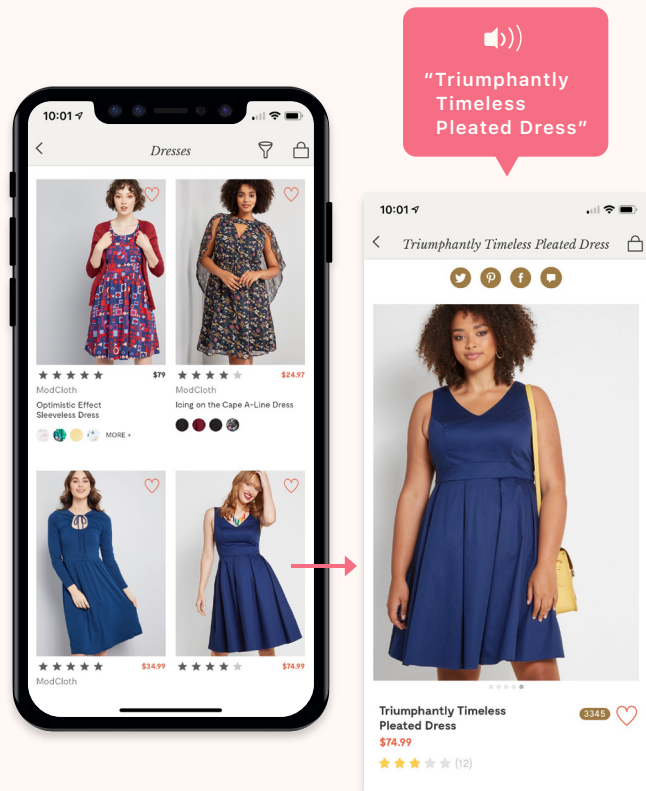 "Triumphantly
Timeless
Pleated Dress"
10:01
Dresses
$79
ModCloth
Optimistic Effect
Sleeveless Dress
MORE +
$24.97
ModCloth
Icing on the Cape A-Line Dress
$34.99
ModCloth
$74.99
10:01
Triumphantly Timeless Pleated Dress
Triumphantly Timeless
Pleated Dress
3345
$74.99
(12)